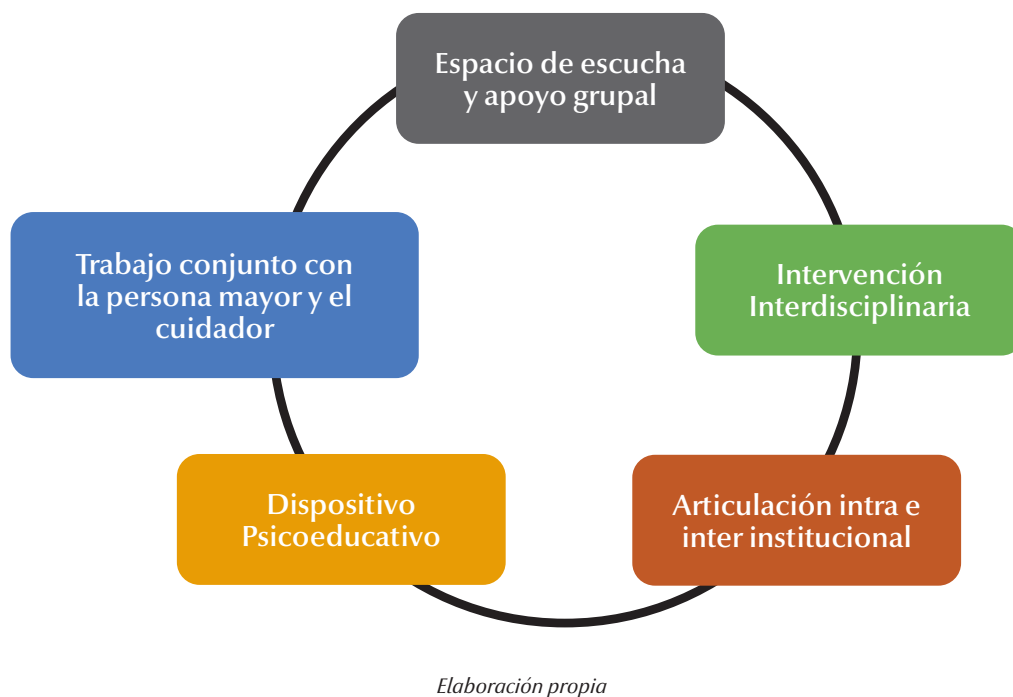 Espacio de escucha
y apoyo grupal
Trabajo conjunto con
la persona mayor y el
cuidador
Intervención
Interdisciplinaria
Dispositivo
Psicoeducativo
Articulación intra e
inter institucional
Elaboración propia